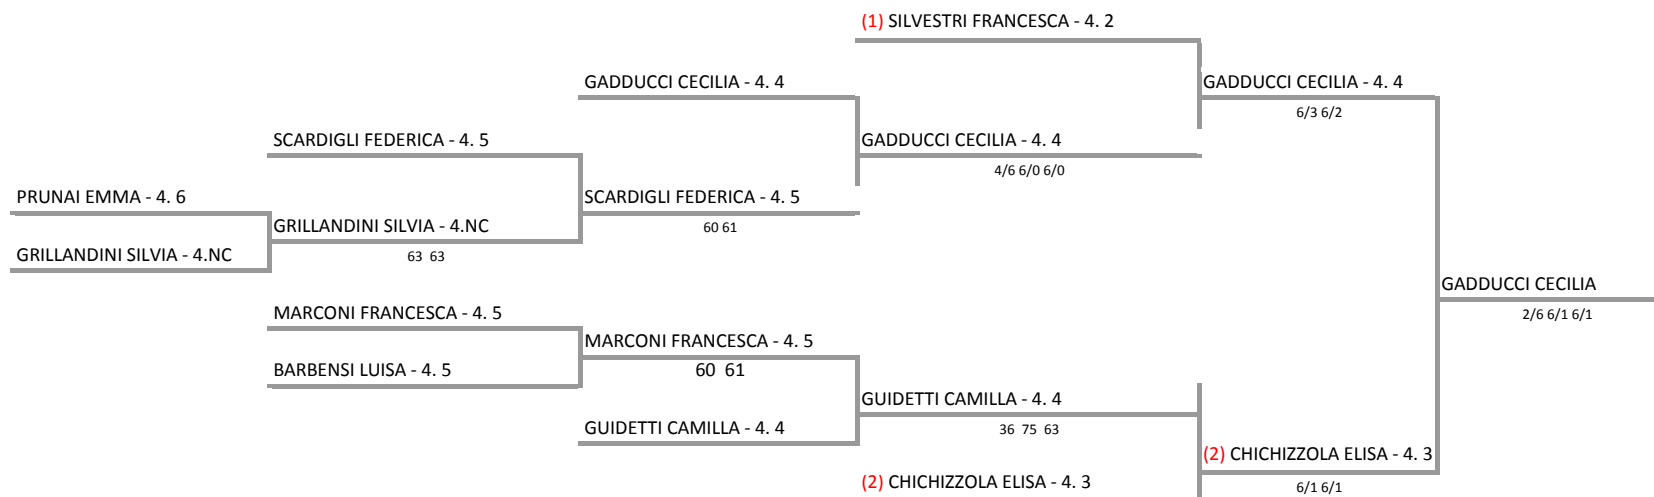 (1) SILVESTRI FRANCESCA - 4. 2
GADDUCCI CECILIA - 4. 4
GADDUCCI CECILIA - 4. 4
6/3 6/2
SCARDIGLI FEDERICA - 4. 5
GADDUCCI CECILIA - 4. 4
4/6 6/0 6/0
PRUNAI EMMA - 4. 6
SCARDIGLI FEDERICA - 4. 5
60 61
GRILLANDINI SILVIA - 4.NC
63 63
GRILLANDINI SILVIA - 4.NC
GADDUCCI CECILIA
2/6 6/1 6/1
MARCONI FRANCESCA - 4. 5
MARCONI FRANCESCA - 4. 5
60 61
BARBENSI LUISA - 4. 5
GUIDETTI CAMILLA - 4. 4
36 75 63
GUIDETTI CAMILLA - 4. 4
(2) CHICHIZZOLA ELISA - 4. 3
6/1 6/1
(2) CHICHIZZOLA ELISA - 4. 3